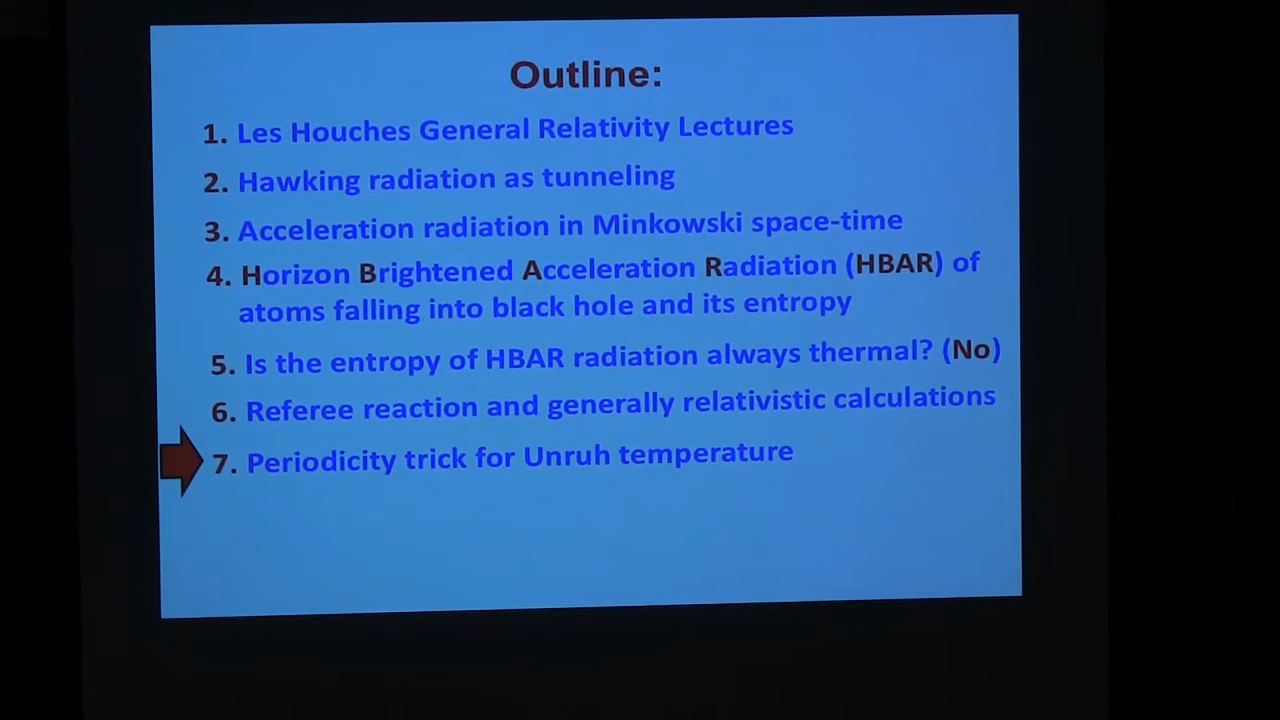 Outline:
1. Les Houches General Relativity Lectures
2. Hawking radiation as tunneling
3. Acceleration radiation in Minkowski space-time
4. Horizon Brightened Acceleration Radiation (HBAR) of
atoms falling into black hole and its entropy
5. Is the entropy of HBAR radiation always thermal? (No)
6. Referee reaction and generally relativistic calculations
7. Periodicity trick for Unruh temperature